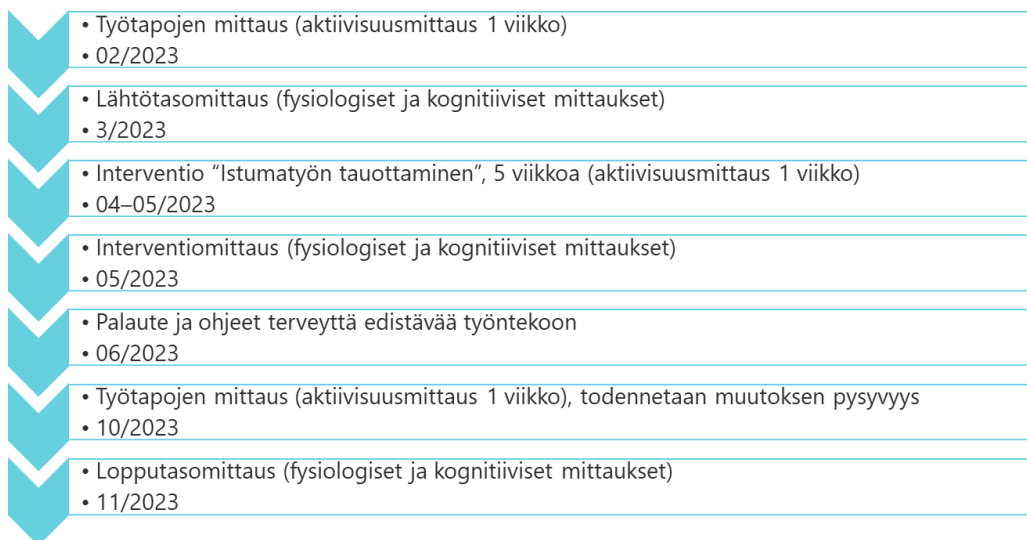 • Työtapojen mittaus (aktiivisuusmittaus 1 viikko)
• 02/2023
• Lähtötasomittaus (fysiologiset ja kognitiiviset mittaukset)
• 3/2023
• Interventio “Istumatyön tauottaminen”, 5 viikkoa (aktiivisuusmittaus 1 viikko)
• 04–05/2023
• Interventiomittaus (fysiologiset ja kognitiiviset mittaukset)
• 05/2023
• Palaute ja ohjeet terveyttä edistävää työntekoon
• 06/2023
• Työtapojen mittaus (aktiivisuusmittaus 1 viikko), todennetaan muutoksen pysyvyys
• 10/2023
• Lopputasomittaus (fysiologiset ja kognitiiviset mittaukset)
• 11/2023